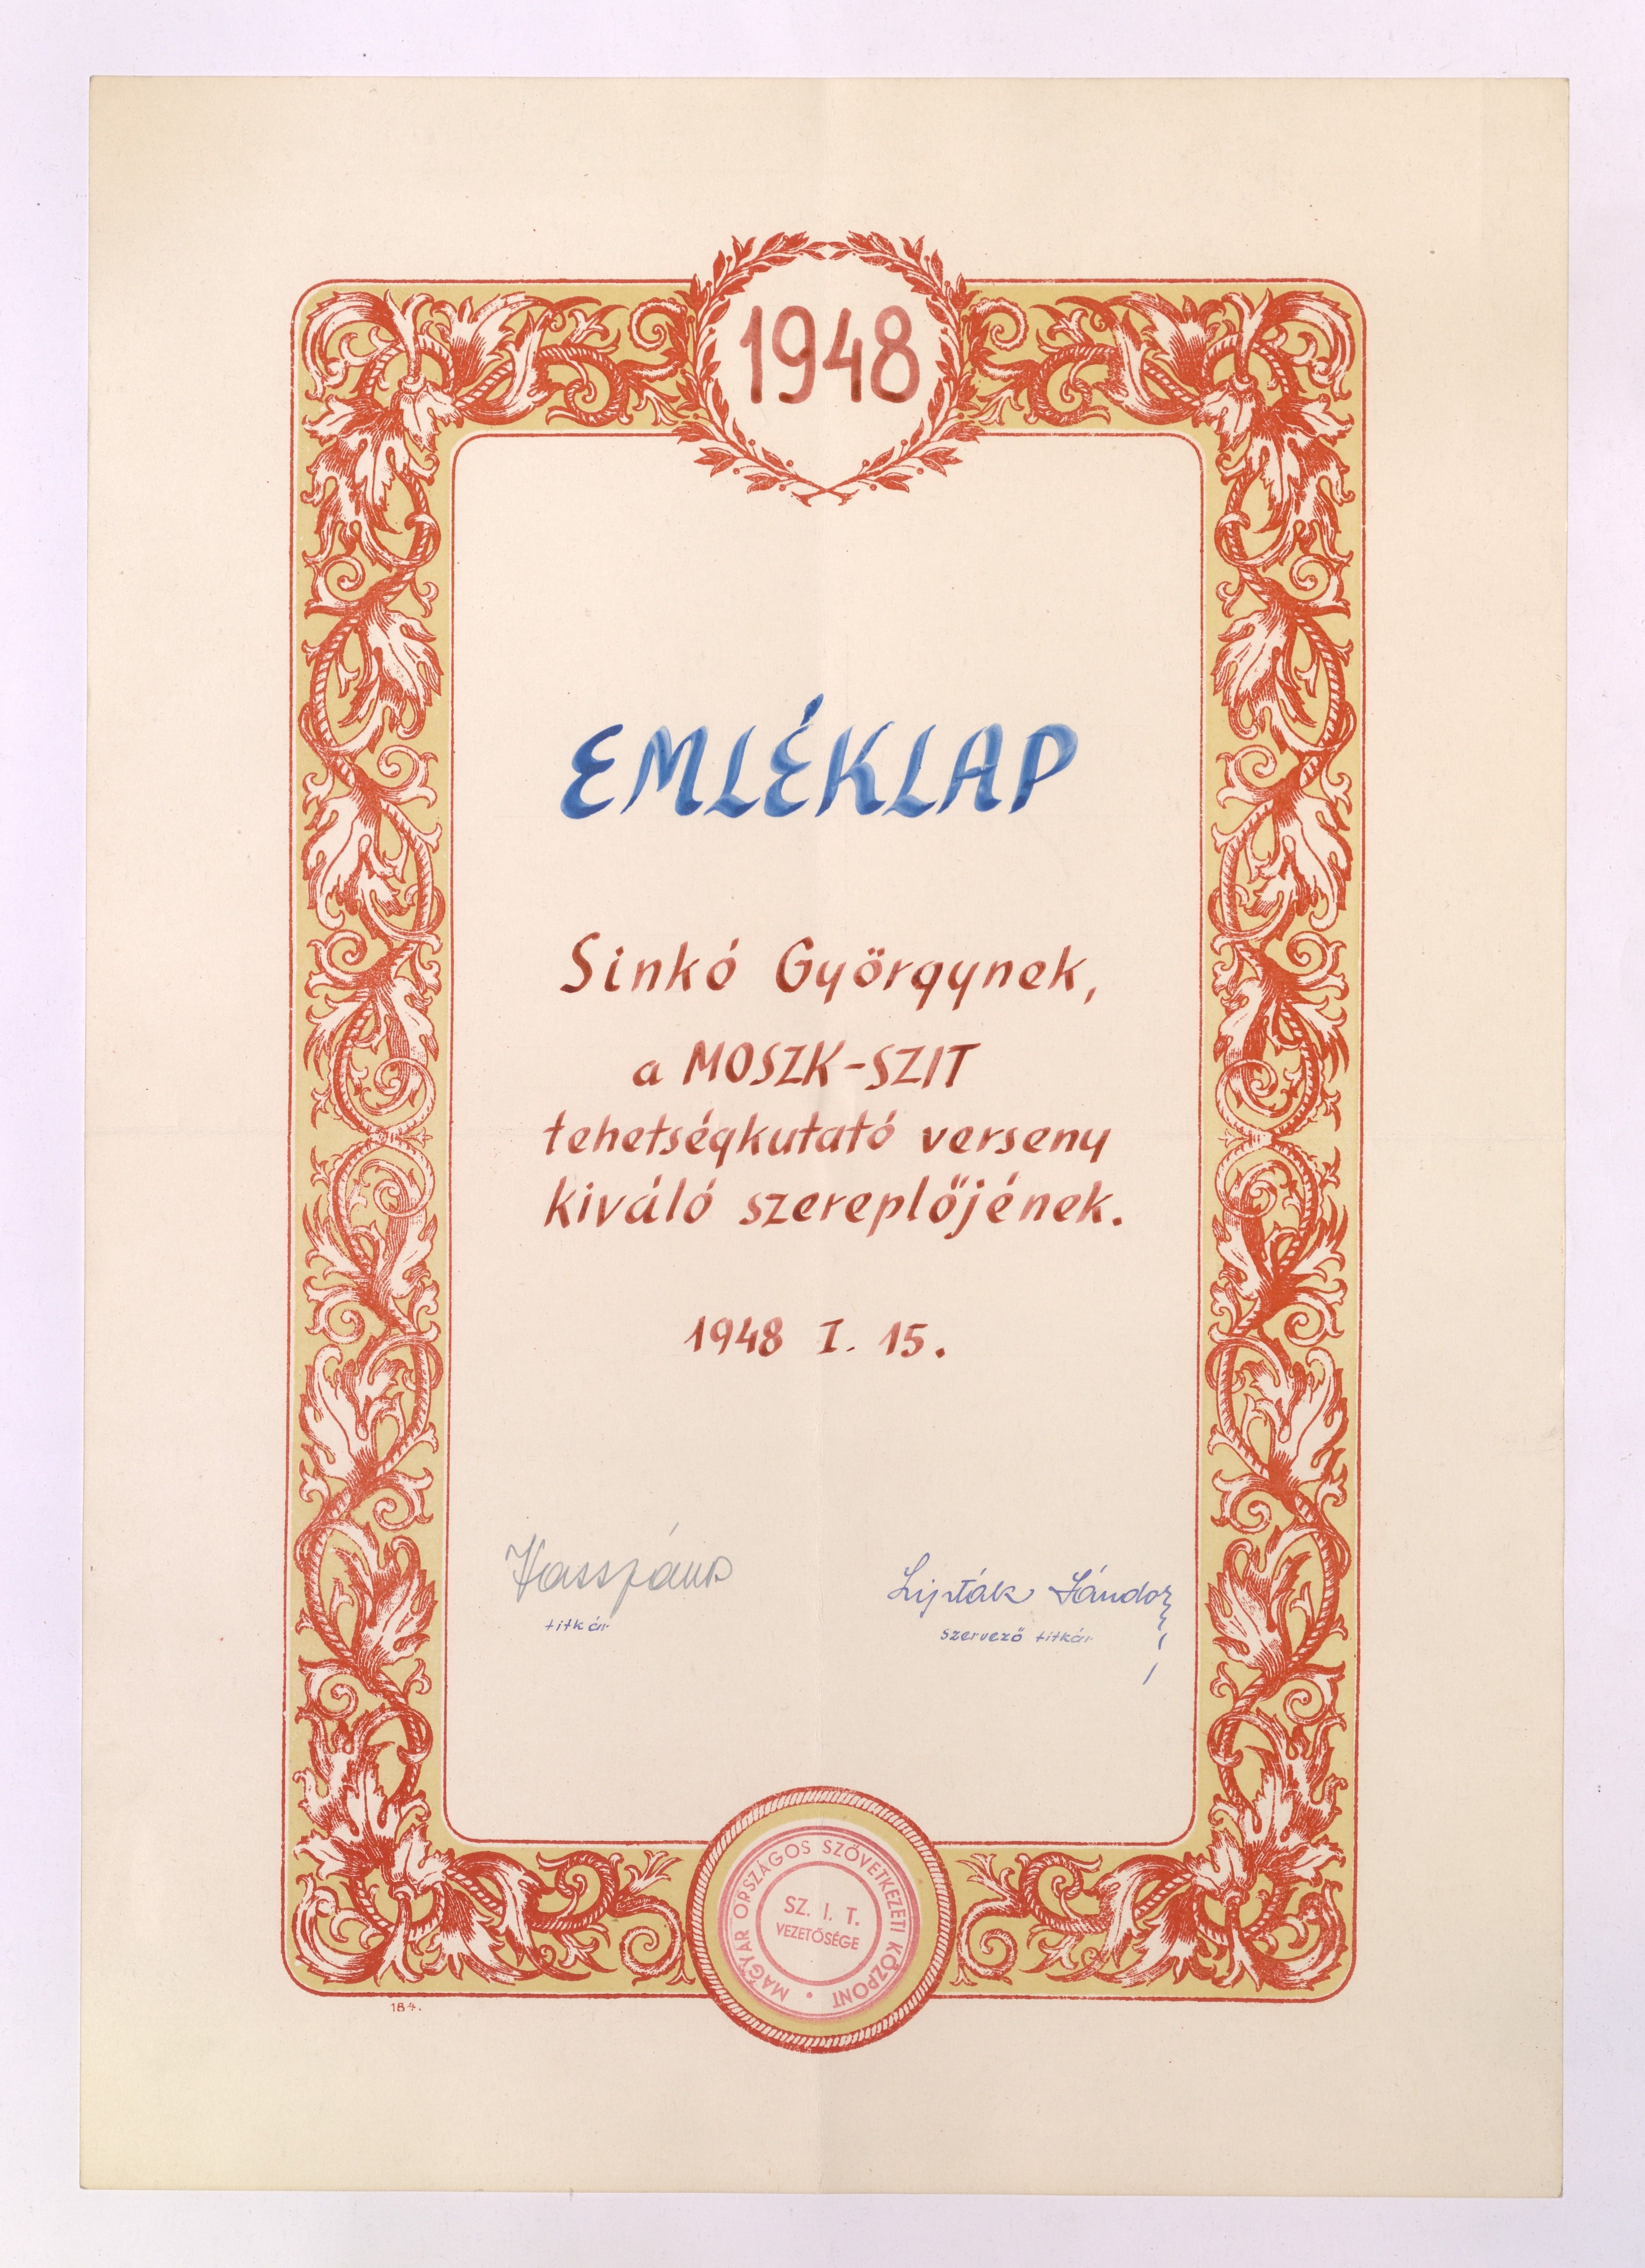 1948
EMLÉKLAP
Sinkó Györgynek,
a MOSZK-SZIT
tehetségkutató verseny
kiváló szereplőjének.
1948 I. 15.
titkár
Lipták Sándor
szervező titkár
MAGYAR ORSZÁGOS SZÖVETKEZETI KÖZPONT
SZ. I. T.
VEZETŐSÉGE
184.